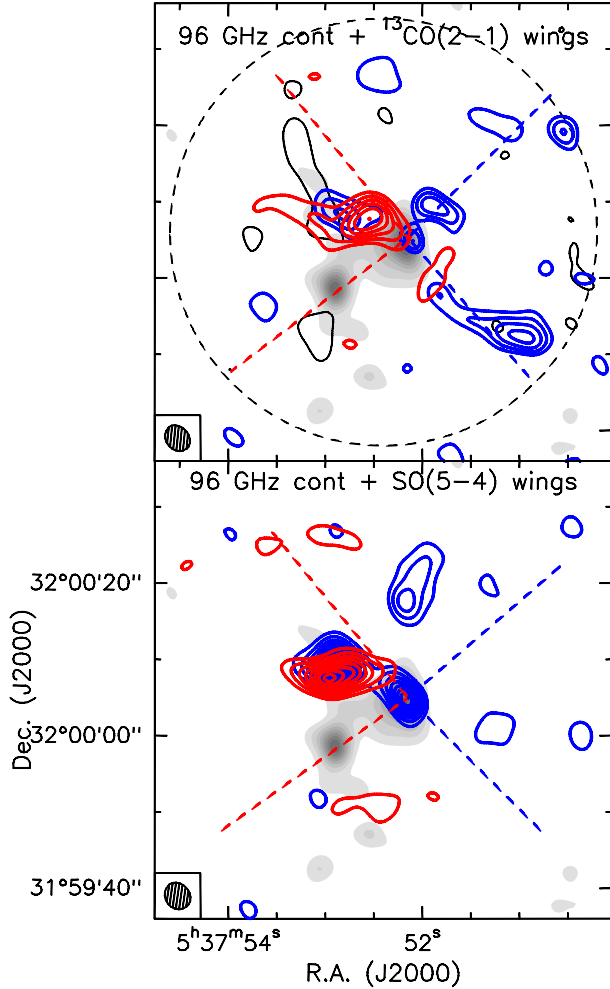 96 GHz cont + ¹³CO(2−1) wings
96 GHz cont + SO(5−4) wings
32°00'20''
32°00'00''
31°59'40''
Dec. (J2000)
5ʰ37ᵐ54ˢ 52ˢ
R.A. (J2000)